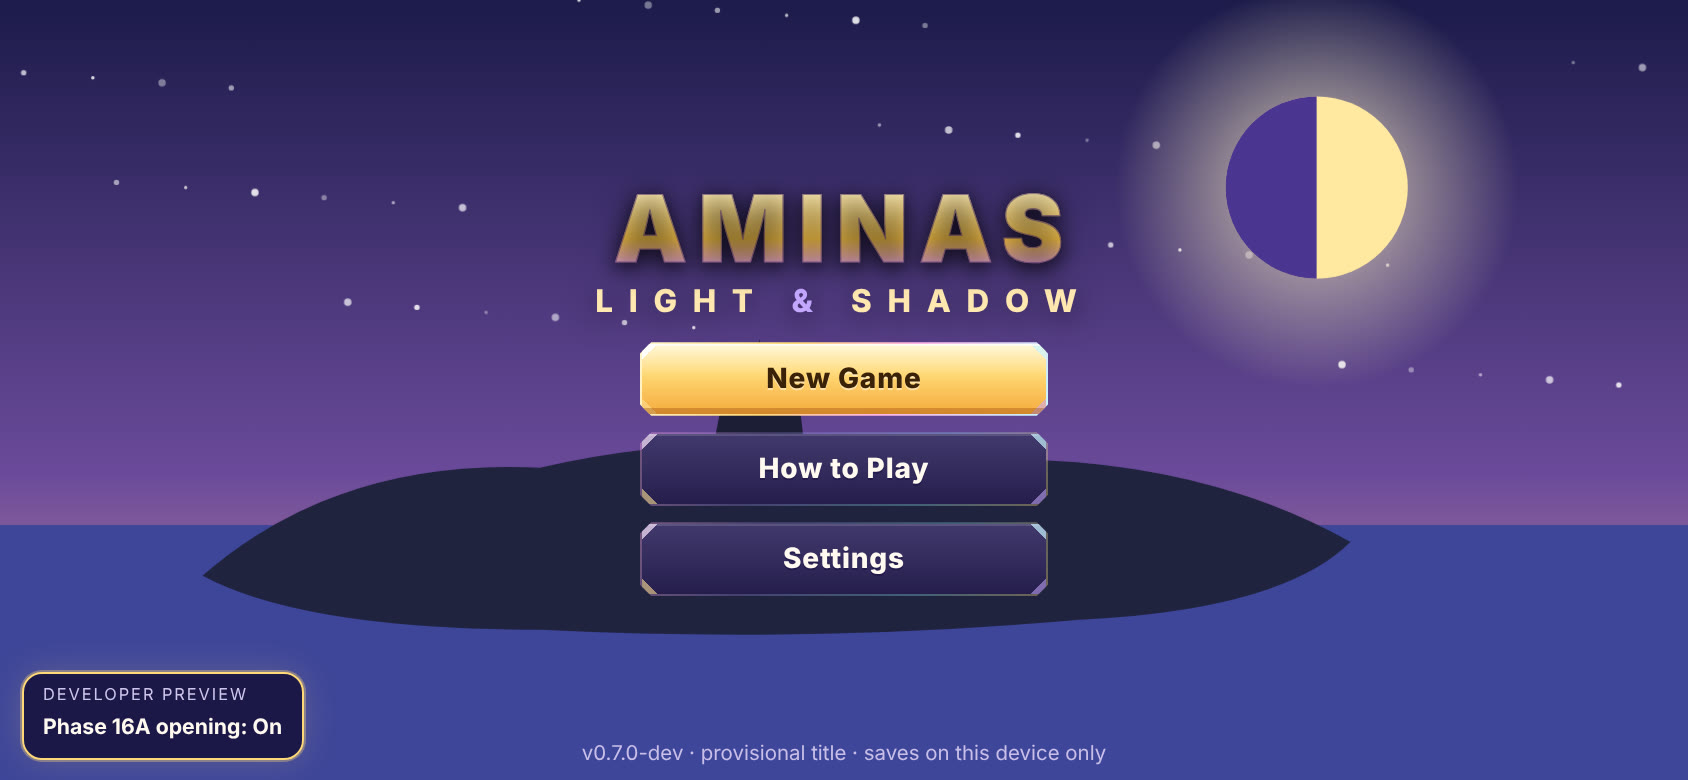 AMINAS
LIGHT & SHADOW
New Game
How to Play
Settings
DEVELOPER PREVIEW
Phase 16A opening: On
v0.7.0-dev · provisional title · saves on this device only